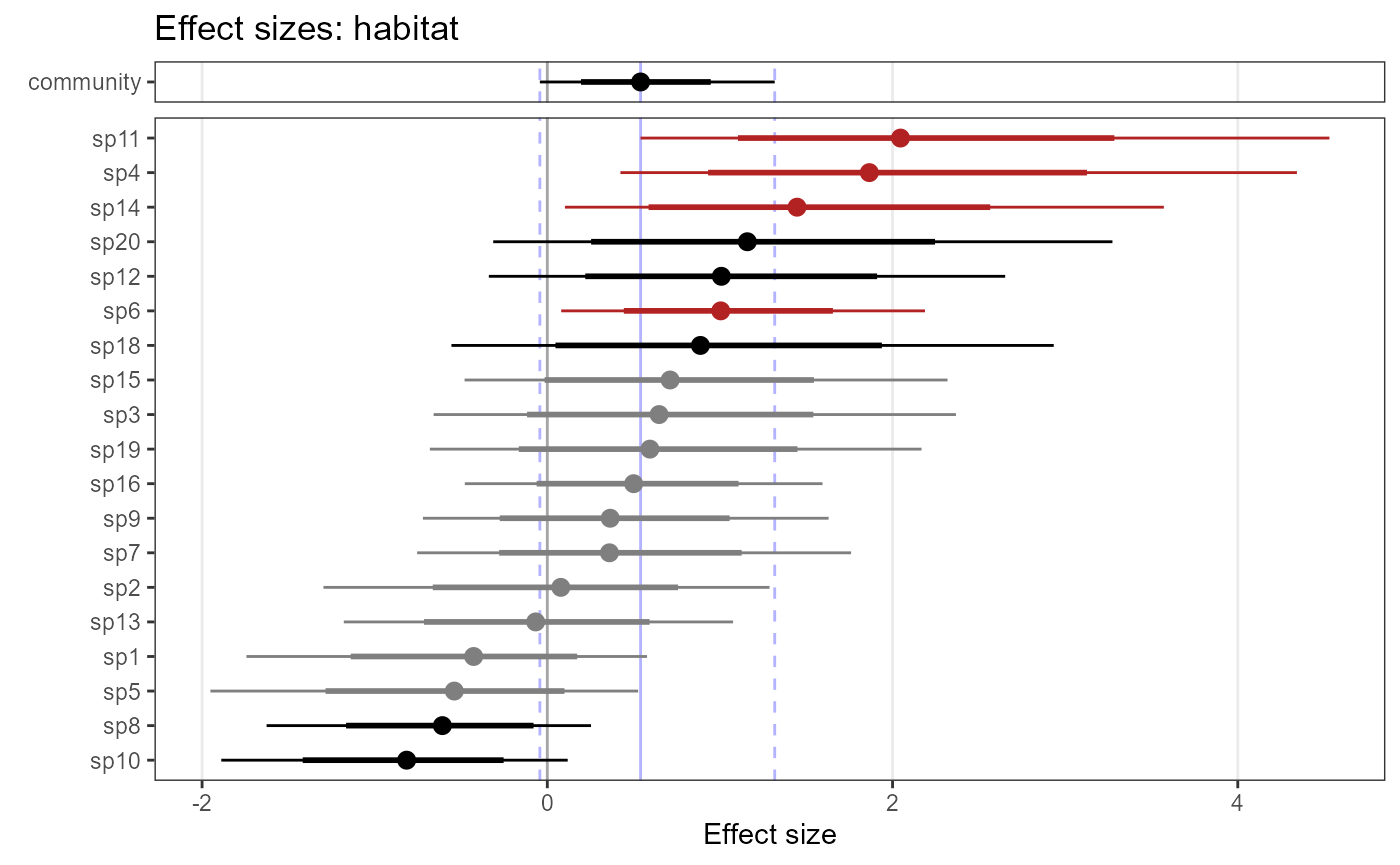 Effect sizes: habitat
community
sp11
sp4
sp14
sp20
sp12
sp6
sp18
sp15
sp3
sp19
sp16
sp9
sp7
sp2
sp13
sp1
sp5
sp8
sp10
-2 0 2 4
Effect size